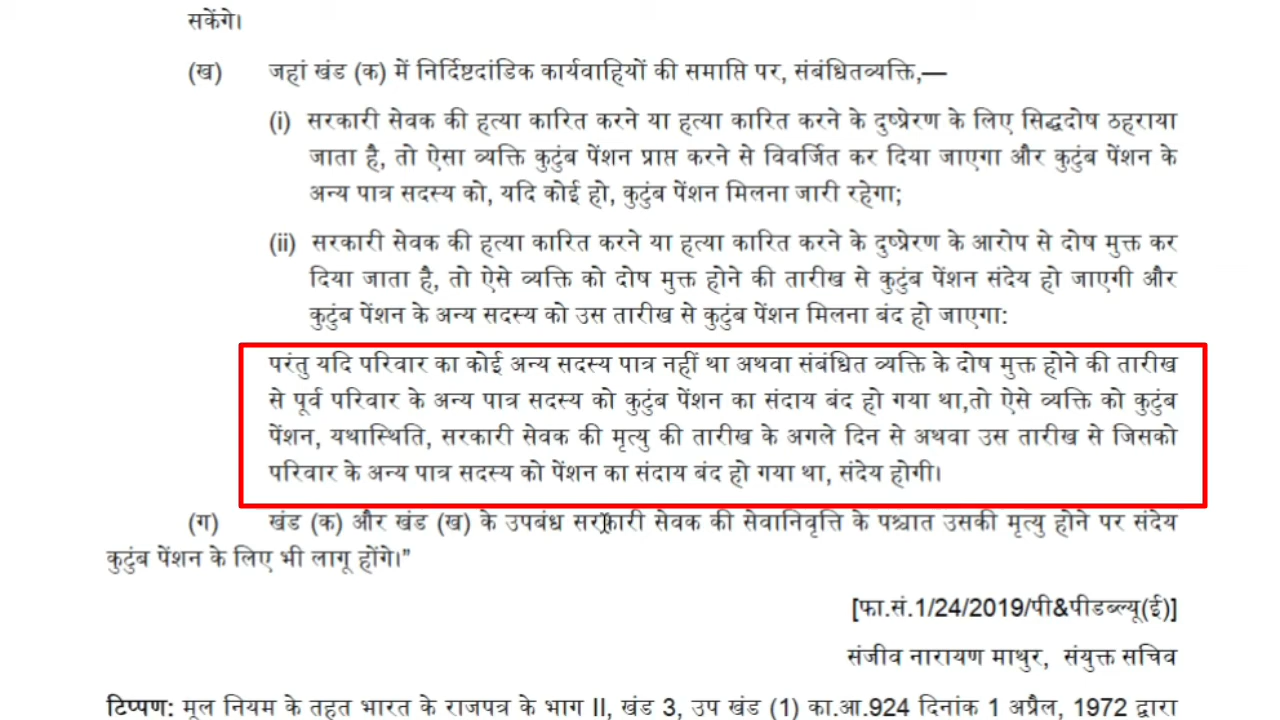 सकेंगे।
(ख) जहां खंड (क) में निर्दिष्टदांडिक कार्यवाहियों की समाप्ति पर, संबंधितव्यक्ति,—
(i) सरकारी सेवक की हत्या कारित करने या हत्या कारित करने के दुष्प्रेरण के लिए सिद्धदोष ठहराया
जाता है, तो ऐसा व्यक्ति कुटुंब पेंशन प्राप्त करने से विवर्जित कर दिया जाएगा और कुटुंब पेंशन के
अन्य पात्र सदस्य को, यदि कोई हो, कुटुंब पेंशन मिलना जारी रहेगा;
(ii) सरकारी सेवक की हत्या कारित करने या हत्या कारित करने के दुष्प्रेरण के आरोप से दोष मुक्त कर
दिया जाता है, तो ऐसे व्यक्ति को दोष मुक्त होने की तारीख से कुटुंब पेंशन संदेय हो जाएगी और
कुटुंब पेंशन के अन्य सदस्य को उस तारीख से कुटुंब पेंशन मिलना बंद हो जाएगा:
परंतु यदि परिवार का कोई अन्य सदस्य पात्र नहीं था अथवा संबंधित व्यक्ति के दोष मुक्त होने की तारीख
से पूर्व परिवार के अन्य पात्र सदस्य को कुटुंब पेंशन का संदाय बंद हो गया था,तो ऐसे व्यक्ति को कुटुंब
पेंशन, यथास्थिति, सरकारी सेवक की मृत्यु की तारीख के अगले दिन से अथवा उस तारीख से जिसको
परिवार के अन्य पात्र सदस्य को पेंशन का संदाय बंद हो गया था, संदेय होगी।
(ग) खंड (क) और खंड (ख) के उपबंध सरकारी सेवक की सेवानिवृत्ति के पश्चात उसकी मृत्यु होने पर संदेय
कुटुंब पेंशन के लिए भी लागू होंगे।”
[फा.सं.1/24/2019/पी&पीडब्ल्यू(ई)]
संजीव नारायण माथुर, संयुक्त सचिव
टिप्पण: मूल नियम के तहत भारत के राजपत्र के भाग II, खंड 3, उप खंड (1) का.आ.924 दिनांक 1 अप्रैल, 1972 द्वारा